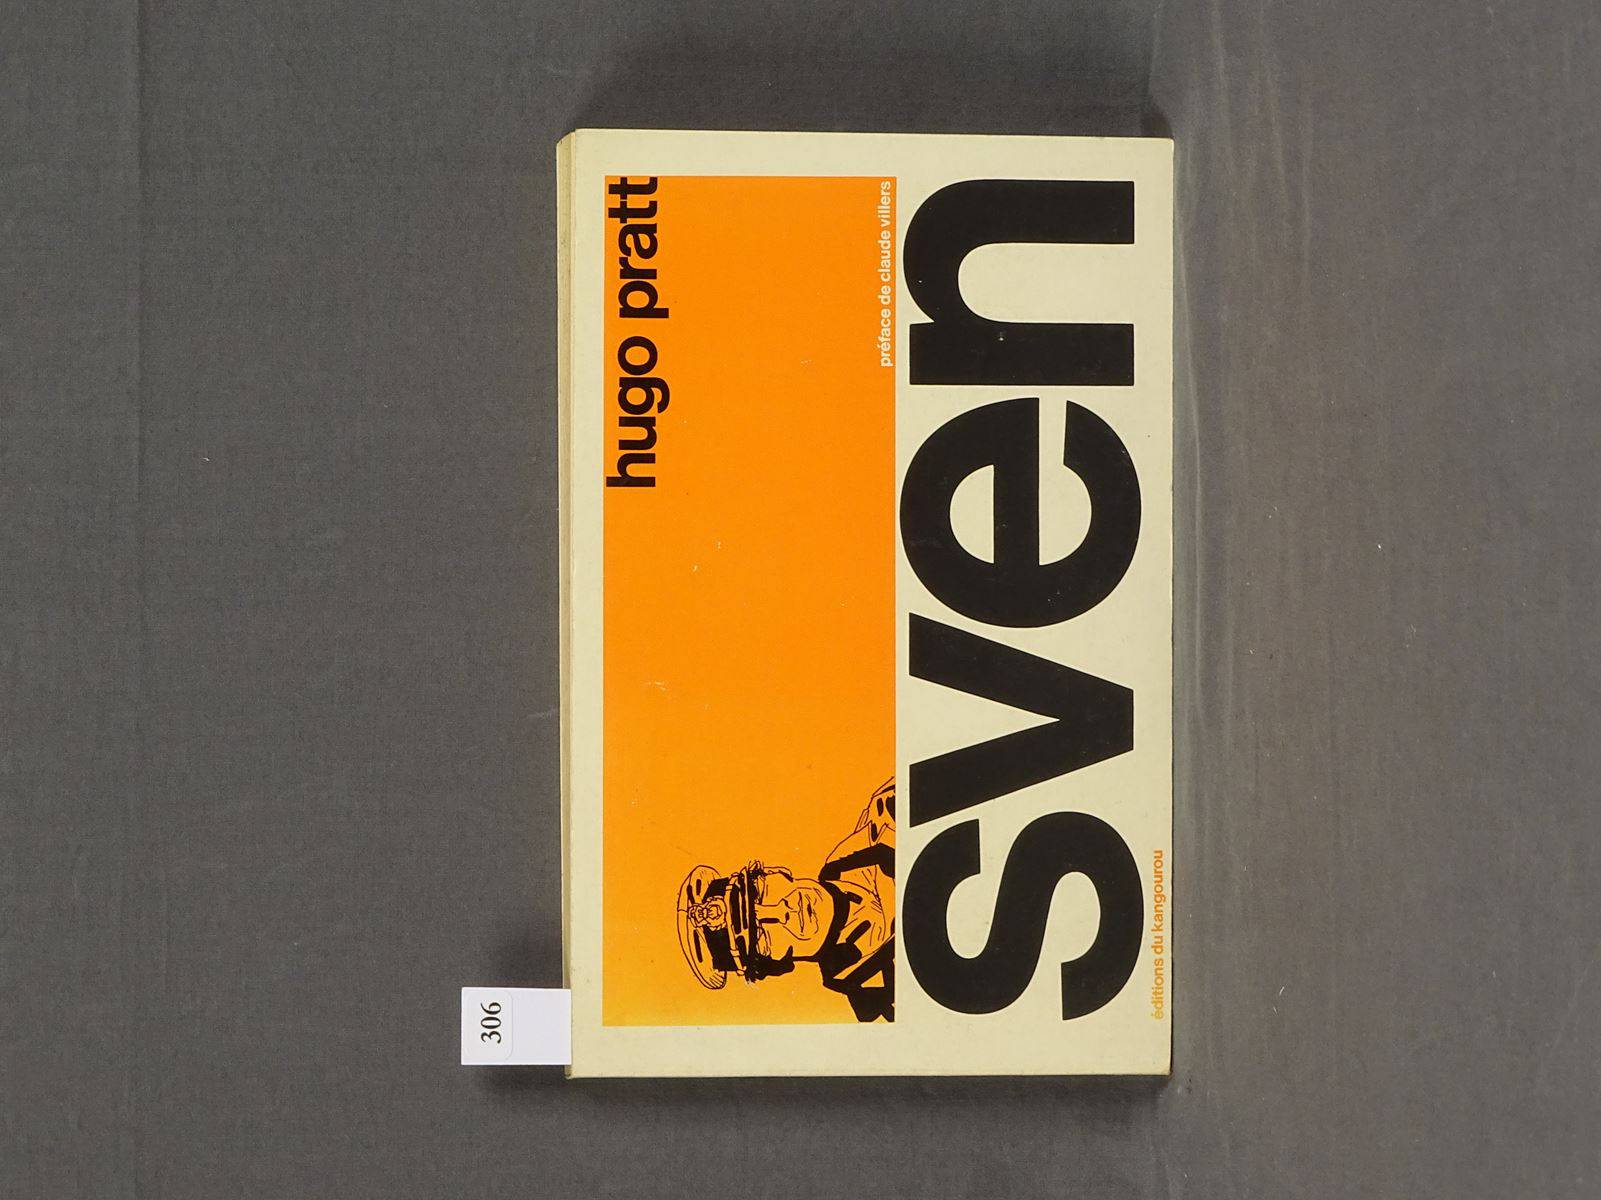 hugo pratt
préface de claude villers
sven
éditions du kangourou
306